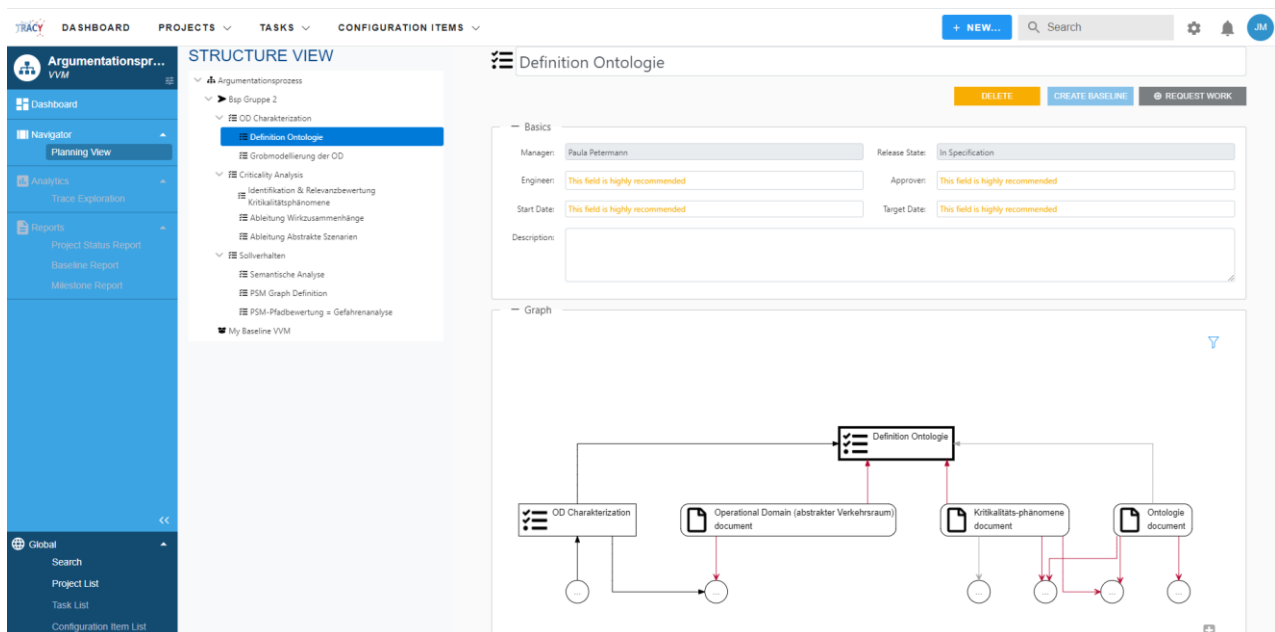 TRACY DASHBOARD PROJECTS TASKS CONFIGURATION ITEMS + NEW... Search JM
Argumentationspr...
VVM
Dashboard
Navigator
Planning View
Analytics
Trace Exploration
Reports
Project Status Report
Baseline Report
Milestone Report
<<
Global
Search
Project List
Task List
Configuration Item List
STRUCTURE VIEW
Argumentationsprozess
Bsp Gruppe 2
OD Charakterization
Definition Ontologie
Grobmodellierung der OD
Criticality Analysis
Identifikation & Relevanzbewertung
Kritikalitätsphänomene
Ableitung Wirkzusammenhänge
Ableitung Abstrakte Szenarien
Sollverhalten
Semantische Analyse
PSM Graph Definition
PSM-Pfadbewertung = Gefahrenanalyse
My Baseline VVM
Definition Ontologie
DELETE CREATE BASELINE REQUEST WORK
Basics
Manager: Paula Petermann Release State: In Specification
Engineer: This field is highly recommended Approver: This field is highly recommended
Start Date: This field is highly recommended Target Date: This field is highly recommended
Description:
Graph
Definition Ontologie
OD Charakterization
Operational Domain (abstrakter Verkehrsraum)
document
Kritikalitäts-phänomene
document
Ontologie
document
... ... ... ... ... ...